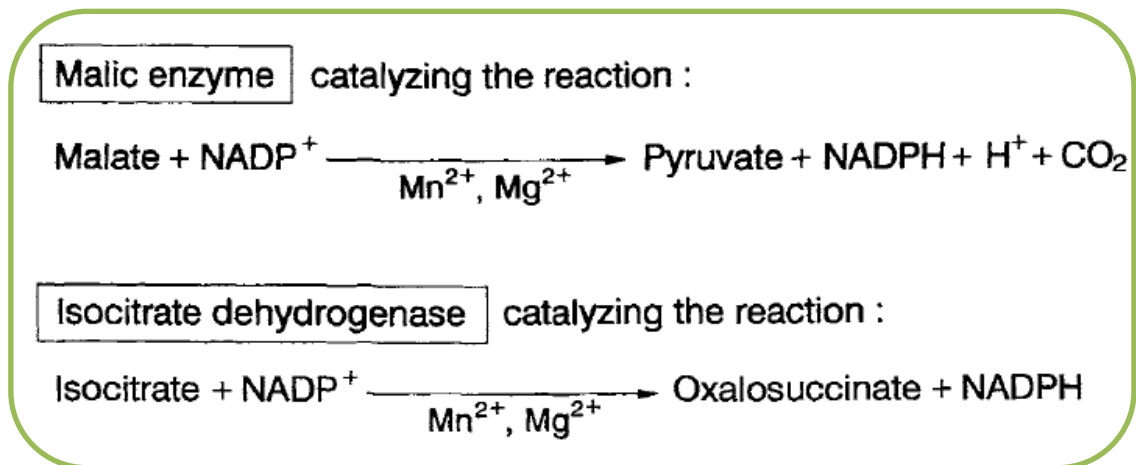 Malic enzyme catalyzing the reaction :
Malate + NADP⁺ ⟶ Pyruvate + NADPH + H⁺ + CO₂
Mn²⁺, Mg²⁺
Isocitrate dehydrogenase catalyzing the reaction :
Isocitrate + NADP⁺ ⟶ Oxalosuccinate + NADPH
Mn²⁺, Mg²⁺